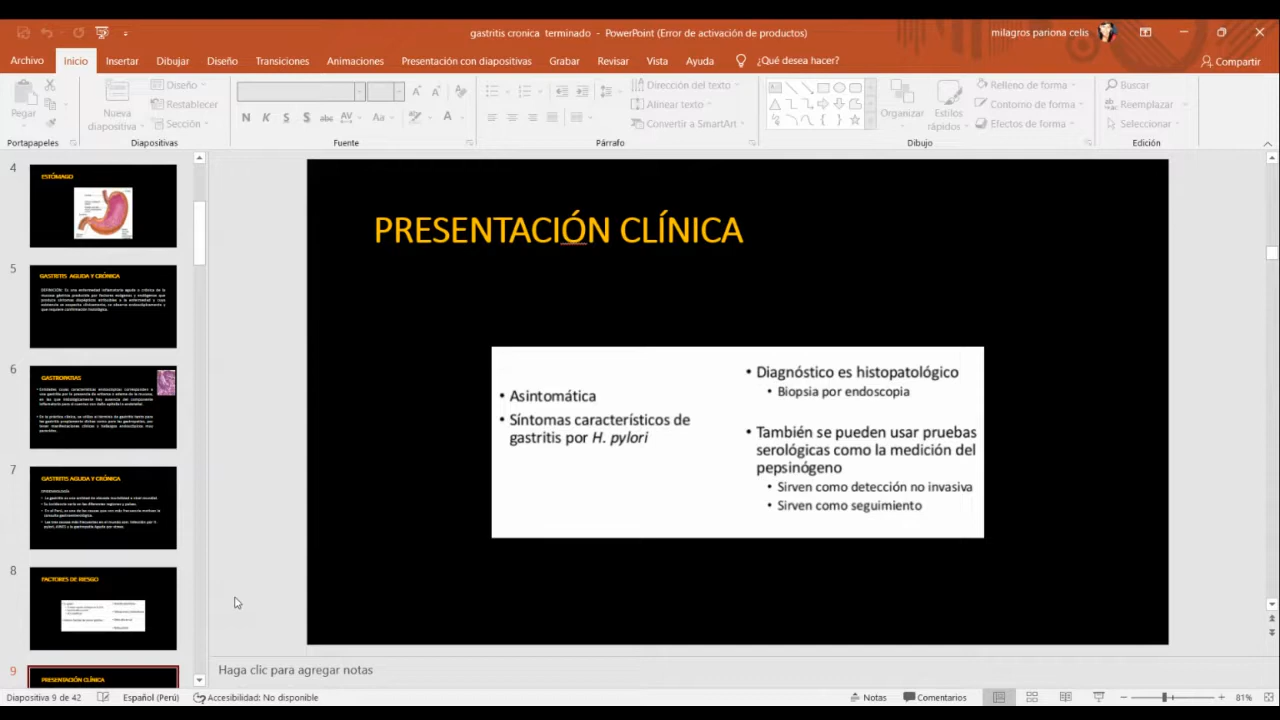 gastritis cronica terminado - PowerPoint (Error de activación de productos)
milagros pariona celis
Archivo
Inicio
Insertar
Dibujar
Diseño
Transiciones
Animaciones
Presentación con diapositivas
Grabar
Revisar
Vista
Ayuda
¿Qué desea hacer?
Compartir
Pegar
Nueva
diapositiva
Diseño
Restablecer
Sección
N K S S abc AV Aa A
Dirección del texto
Alinear texto
Convertir a SmartArt
Organizar
Estilos
rápidos
Relleno de forma
Contorno de forma
Efectos de forma
Buscar
Reemplazar
Seleccionar
Portapapeles
Diapositivas
Fuente
Párrafo
Dibujo
Edición
4
ESTÓMAGO
5
GASTRITIS AGUDA Y CRÓNICA
6
GASTROPATIAS
7
GASTRITIS AGUDA Y CRÓNICA
8
FACTORES DE RIESGO
9
PRESENTACIÓN CLÍNICA
PRESENTACIÓN CLÍNICA
• Asintomática
• Síntomas característicos de
gastritis por H. pylori
• Diagnóstico es histopatológico
• Biopsia por endoscopia
• También se pueden usar pruebas
serológicas como la medición del
pepsinógeno
• Sirven como detección no invasiva
• Sirven como seguimiento
Haga clic para agregar notas
Diapositiva 9 de 42
Español (Perú)
Accesibilidad: No disponible
Notas
Comentarios
81%